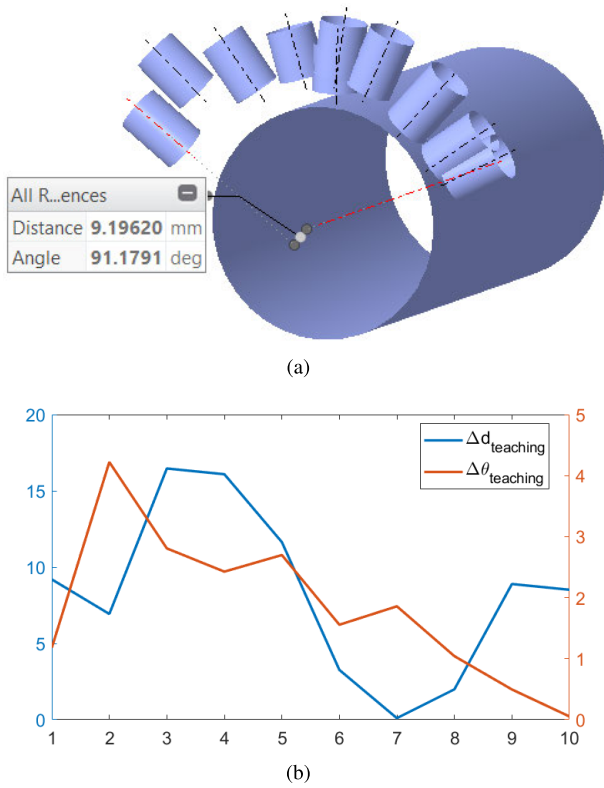 All R...ences
Distance 9.19620 mm
Angle 91.1791 deg
(a)
20 5
Δd_teaching
Δθ_teaching
15 4
3
10
2
5
1
0 0
1 2 3 4 5 6 7 8 9 10
(b)